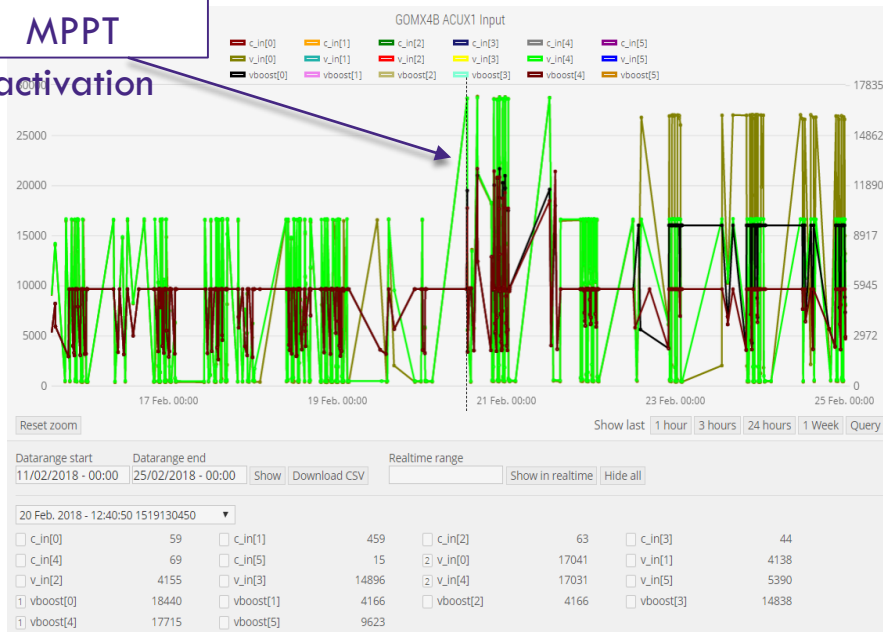 MPPT
activation
GOMX4B ACUX1 Input
c_in[0] c_in[1] c_in[2] c_in[3] c_in[4] c_in[5]
v_in[0] v_in[1] v_in[2] v_in[3] v_in[4] v_in[5]
vboost[0] vboost[1] vboost[2] vboost[3] vboost[4] vboost[5]
17835
25000 14862
20000 11890
15000 8917
10000 5945
5000 2972
0 0
17 Feb. 00:00 19 Feb. 00:00 21 Feb. 00:00 23 Feb. 00:00 25 Feb. 00:00
Reset zoom Show last 1 hour 3 hours 24 hours 1 Week Query
Datarange start Datarange end Realtime range
11/02/2018 - 00:00 25/02/2018 - 00:00 Show Download CSV Show in realtime Hide all
20 Feb. 2018 - 12:40:50 1519130450
c_in[0] 59 c_in[1] 459 c_in[2] 63 c_in[3] 44
c_in[4] 69 c_in[5] 15 2 v_in[0] 17041 v_in[1] 4138
v_in[2] 4155 v_in[3] 14896 2 v_in[4] 17031 v_in[5] 5390
1 vboost[0] 18440 vboost[1] 4166 vboost[2] 4166 vboost[3] 14838
1 vboost[4] 17715 vboost[5] 9623